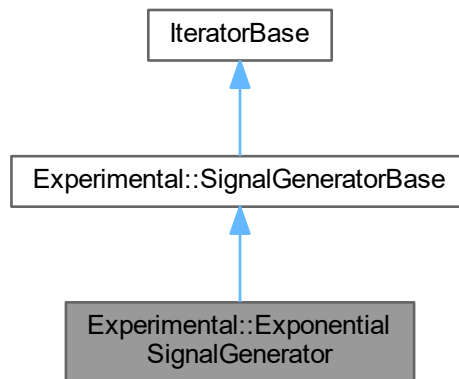 IteratorBase
Experimental::SignalGeneratorBase
Experimental::Exponential
SignalGenerator